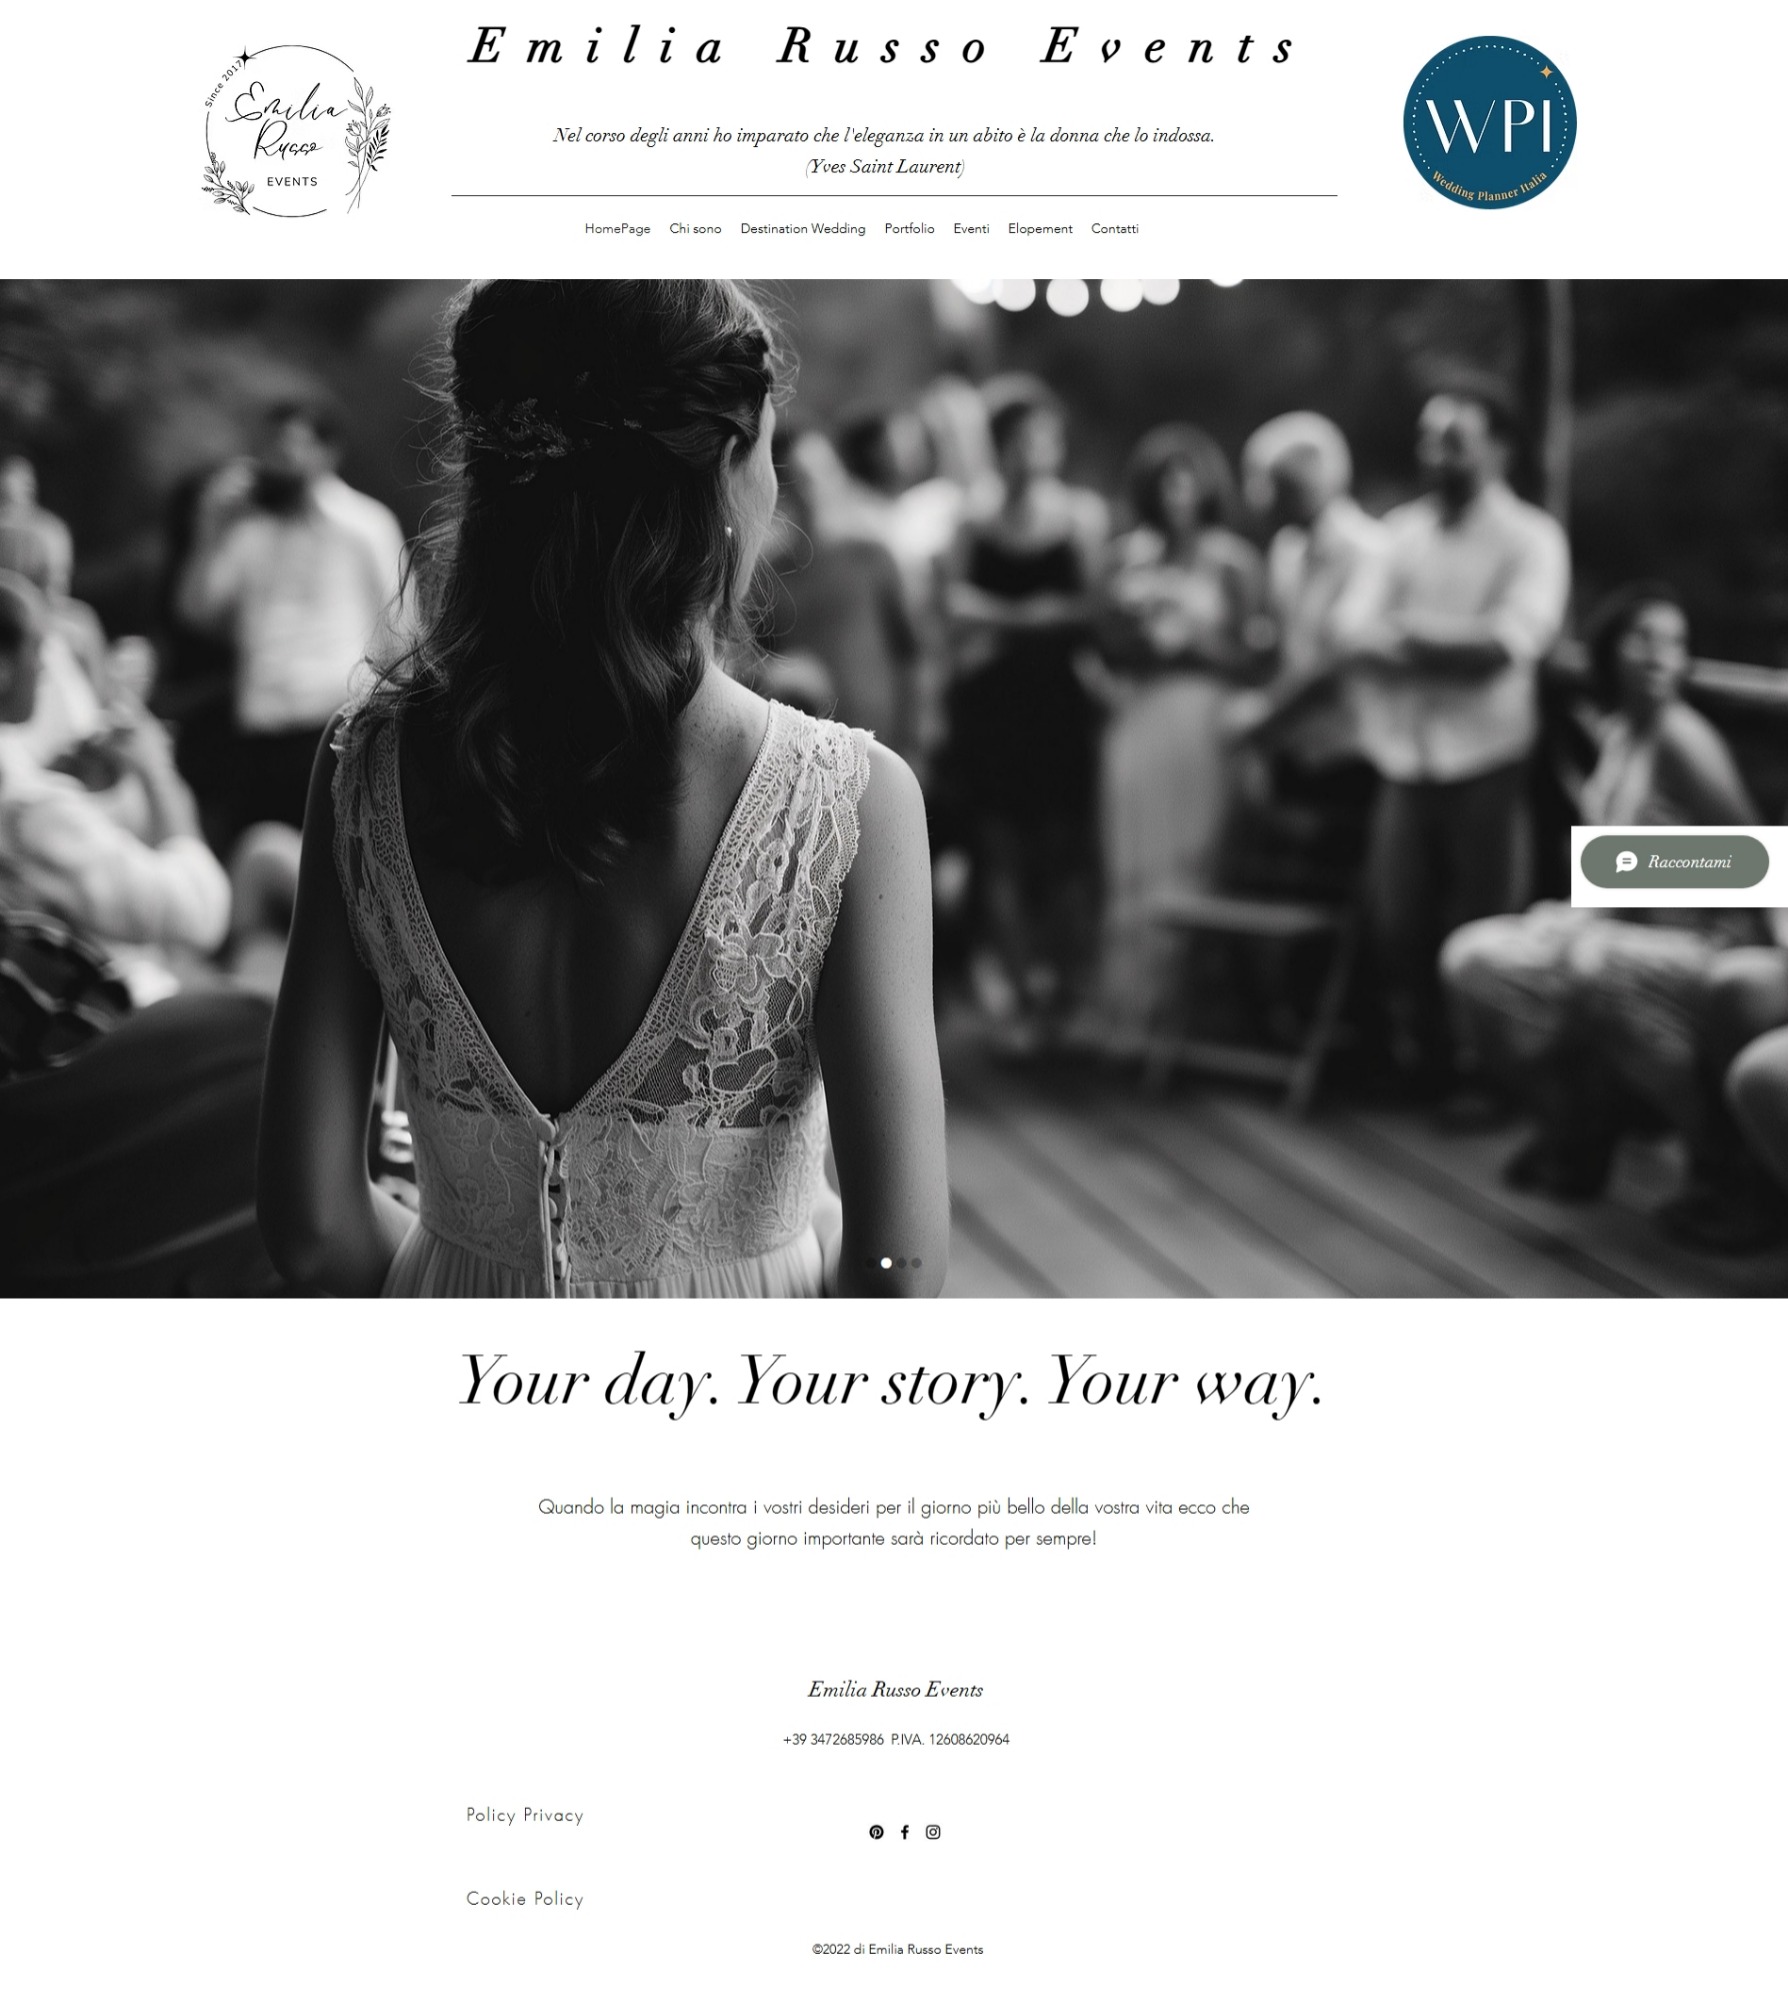 Emilia Russo Events
Since 2017
Emilia
Russo
EVENTS
Nel corso degli anni ho imparato che l'eleganza in un abito è la donna che lo indossa.
(Yves Saint Laurent)
WPI
Wedding Planner Italia
HomePage Chi sono Destination Wedding Portfolio Eventi Elopement Contatti
Raccontami
Your day. Your story. Your way.
Quando la magia incontra i vostri desideri per il giorno più bello della vostra vita ecco che
questo giorno importante sarà ricordato per sempre!
Emilia Russo Events
+39 3472685986 P.IVA. 12608620964
Policy Privacy
Cookie Policy
©2022 di Emilia Russo Events